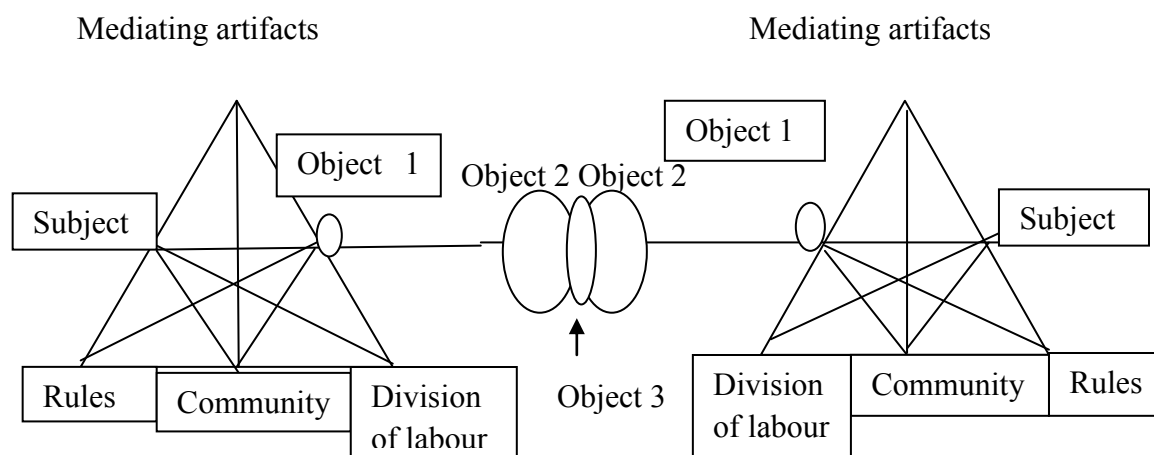 Mediating artifacts
Mediating artifacts
Object 1
Object 1
Object 2 Object 2
Subject
Subject
Rules
Community
Division
of labour
Object 3
Division
of labour
Community
Rules